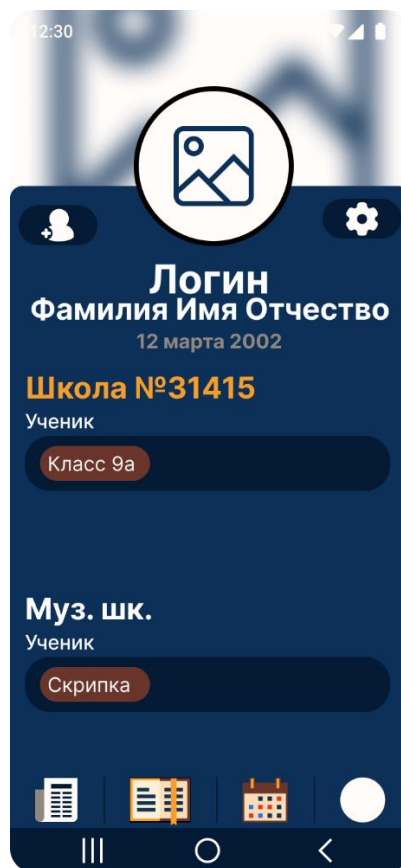 12:30
Логин
Фамилия Имя Отчество
12 марта 2002
Школа №31415
Ученик
Класс 9а
Муз. шк.
Ученик
Скрипка